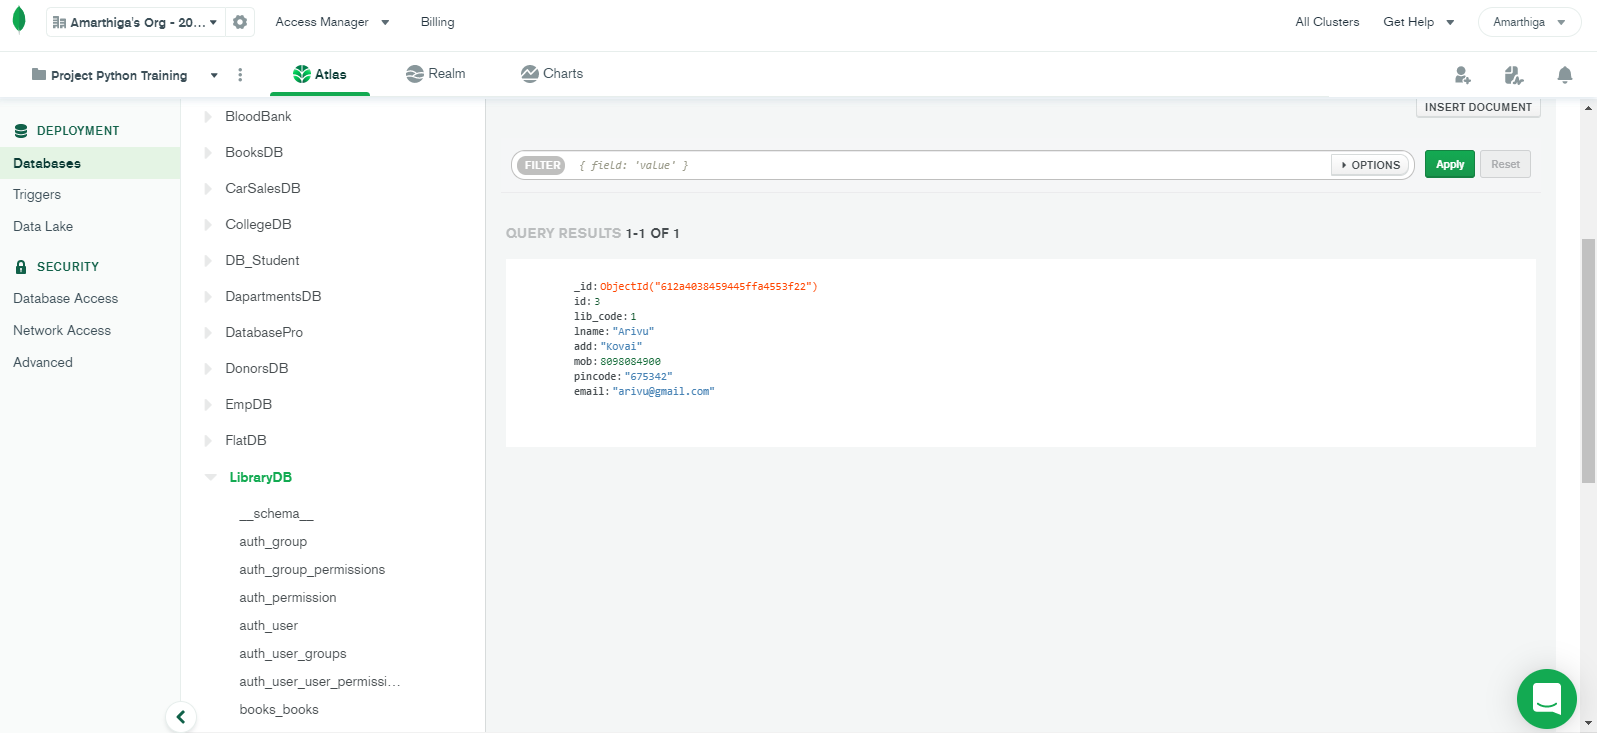 Amarthiga's Org - 20...
Access Manager
Billing
All Clusters
Get Help
Amarthiga
Project Python Training
Atlas
Realm
Charts
DEPLOYMENT
Databases
Triggers
Data Lake
SECURITY
Database Access
Network Access
Advanced
BloodBank
BooksDB
CarSalesDB
CollegeDB
DB_Student
DapartmentsDB
DatabasePro
DonorsDB
EmpDB
FlatDB
LibraryDB
__schema__
auth_group
auth_group_permissions
auth_permission
auth_user
auth_user_groups
auth_user_user_permissi...
books_books
INSERT DOCUMENT
FILTER { field: 'value' } OPTIONS Apply Reset
QUERY RESULTS 1-1 OF 1
_id: ObjectId("612a4038459445ffa4553f22")
id: 3
lib_code: 1
lname: "Arivu"
add: "Kovai"
mob: 8098084900
pincode: "675342"
email: "arivu@gmail.com"